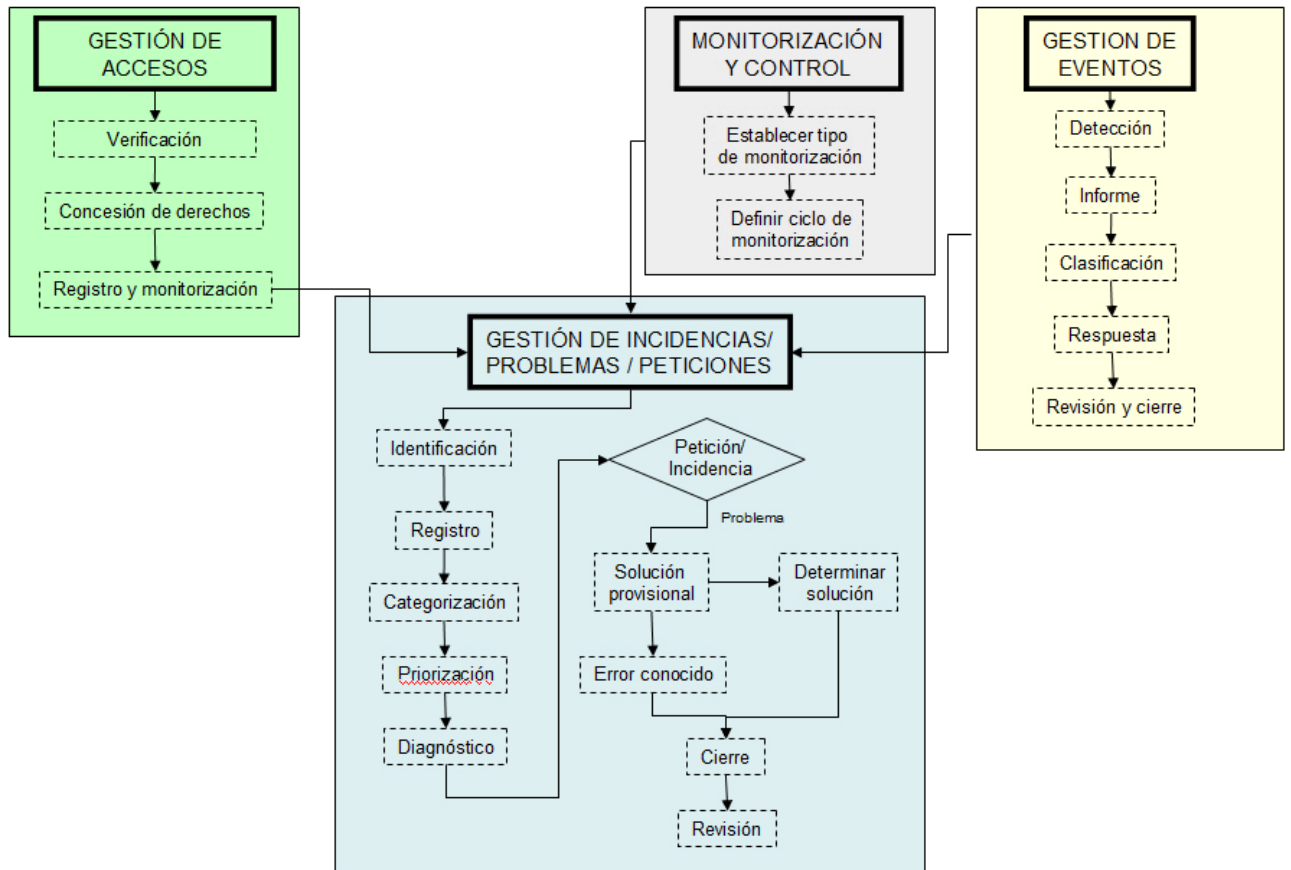 GESTIÓN DE
ACCESOS
Verificación
Concesión de derechos
Registro y monitorización
MONITORIZACIÓN
Y CONTROL
Establecer tipo
de monitorización
Definir ciclo de
monitorización
GESTION DE
EVENTOS
Detección
Informe
Clasificación
Respuesta
Revisión y cierre
GESTIÓN DE INCIDENCIAS/
PROBLEMAS / PETICIONES
Identificación
Registro
Categorización
Priorización
Diagnóstico
Petición/
Incidencia
Problema
Solución
provisional
Determinar
solución
Error conocido
Cierre
Revisión